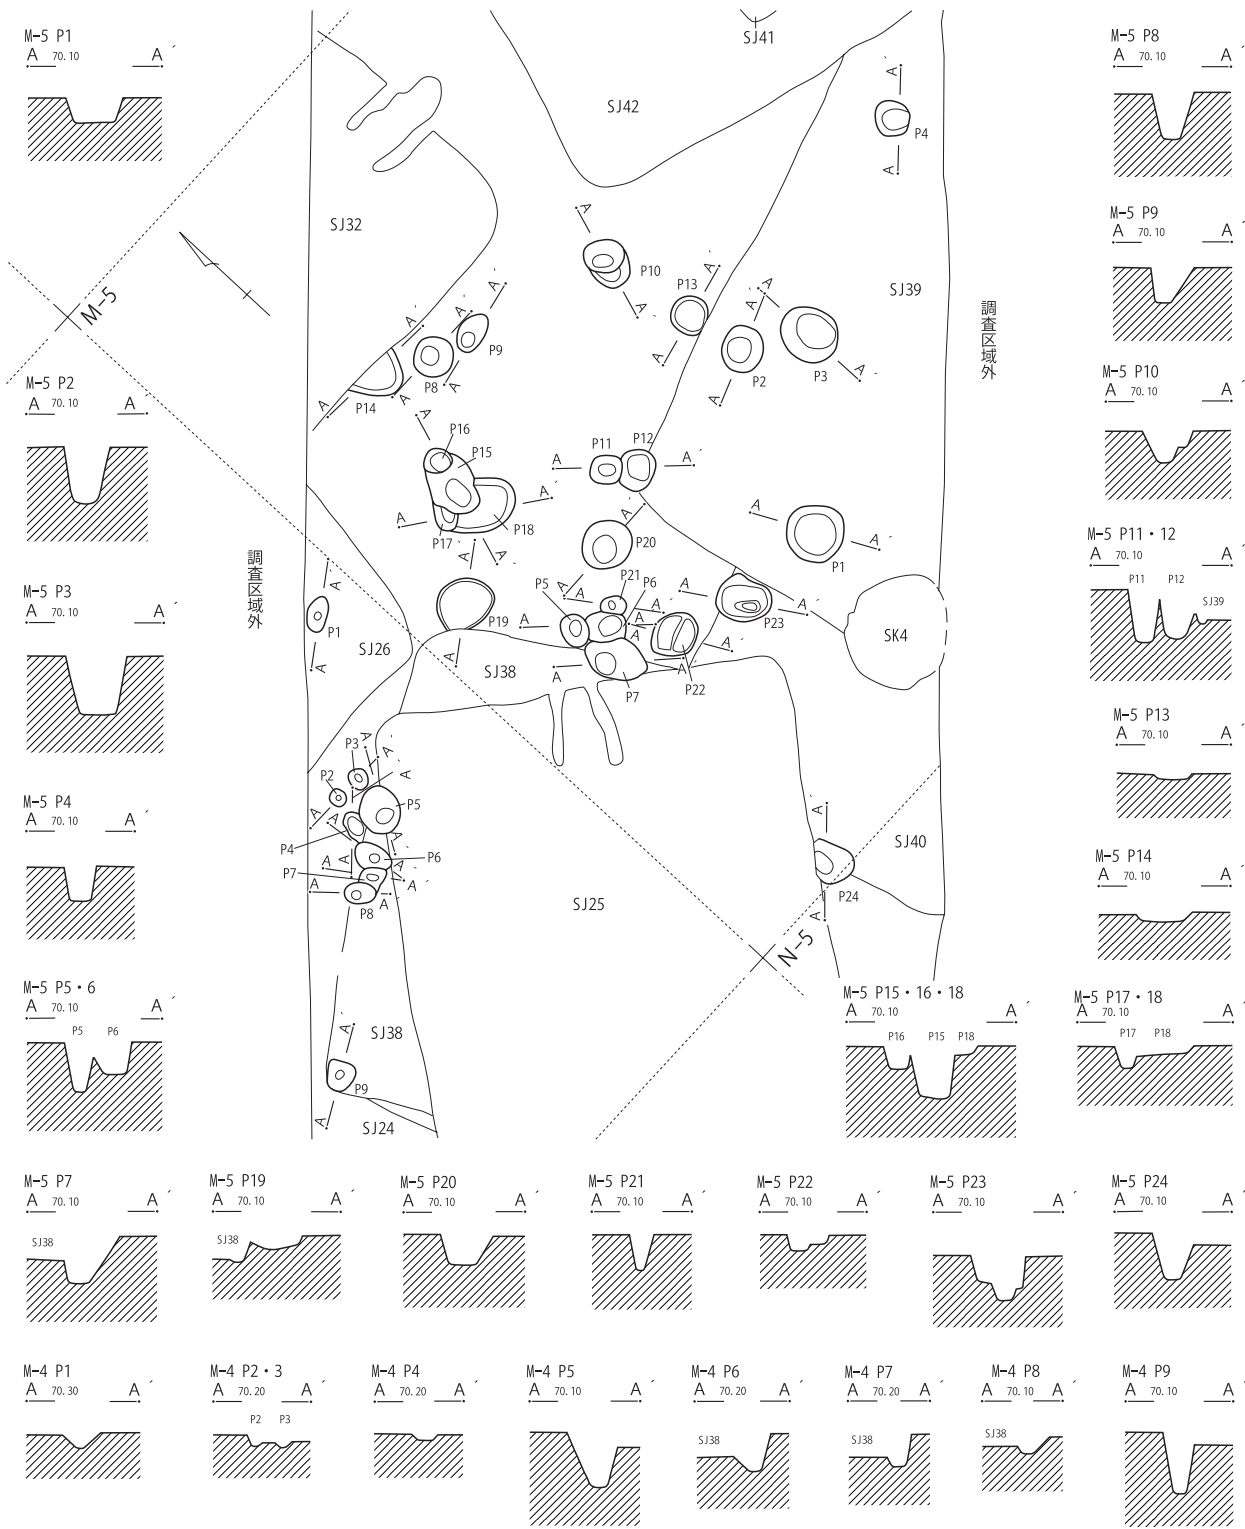 M-5 P1
A 70.10 A´
M-5 P2
A 70.10 A´
M-5 P3
A 70.10 A´
M-5 P4
A 70.10 A´
M-5 P5・6
A 70.10 A´
P5 P6
SJ41
SJ42
P4
A´
A
SJ32
M-5
A
P10
A´
P13
A´
A
SJ39
調査区域外
A´
P2
A
A
P3
A´
A´
P9
A
A´
P8
A
A´
P14
A
A
P16
P15
P17
P18
A
A´
A´
P11
P12
A
A´
P20
A´
A
A
P1
A´
調査区域外
A´
P1
A
SJ26
A´
P19
A
SJ38
P5
P21
P6
A
A´
A
A´
A
A´
P7
A
A´
P22
A´
A
P23
A´
SK4
P3
P2
P5
P4
P6
P7
P8
A
A´
A
A´
A
A´
A
A´
A
A´
A
A´
SJ25
SJ40
A´
P24
A
N-5
SJ38
A´
P9
A
SJ24
M-5 P8
A 70.10 A´
M-5 P9
A 70.10 A´
M-5 P10
A 70.10 A´
M-5 P11・12
A 70.10 A´
P11 P12 SJ39
M-5 P13
A 70.10 A´
M-5 P14
A 70.10 A´
M-5 P15・16・18
A 70.10 A´
P16 P15 P18
M-5 P17・18
A 70.10 A´
P17 P18
M-5 P7
A 70.10 A´
SJ38
M-5 P19
A 70.10 A´
SJ38
M-5 P20
A 70.10 A´
M-5 P21
A 70.10 A´
M-5 P22
A 70.10 A´
M-5 P23
A 70.10 A´
M-5 P24
A 70.10 A´
M-4 P1
A 70.30 A´
M-4 P2・3
A 70.20 A´
P2 P3
M-4 P4
A 70.20 A´
M-4 P5
A 70.10 A´
M-4 P6
A 70.20 A´
SJ38
M-4 P7
A 70.20 A´
SJ38
M-4 P8
A 70.10 A´
SJ38
M-4 P9
A 70.10 A´